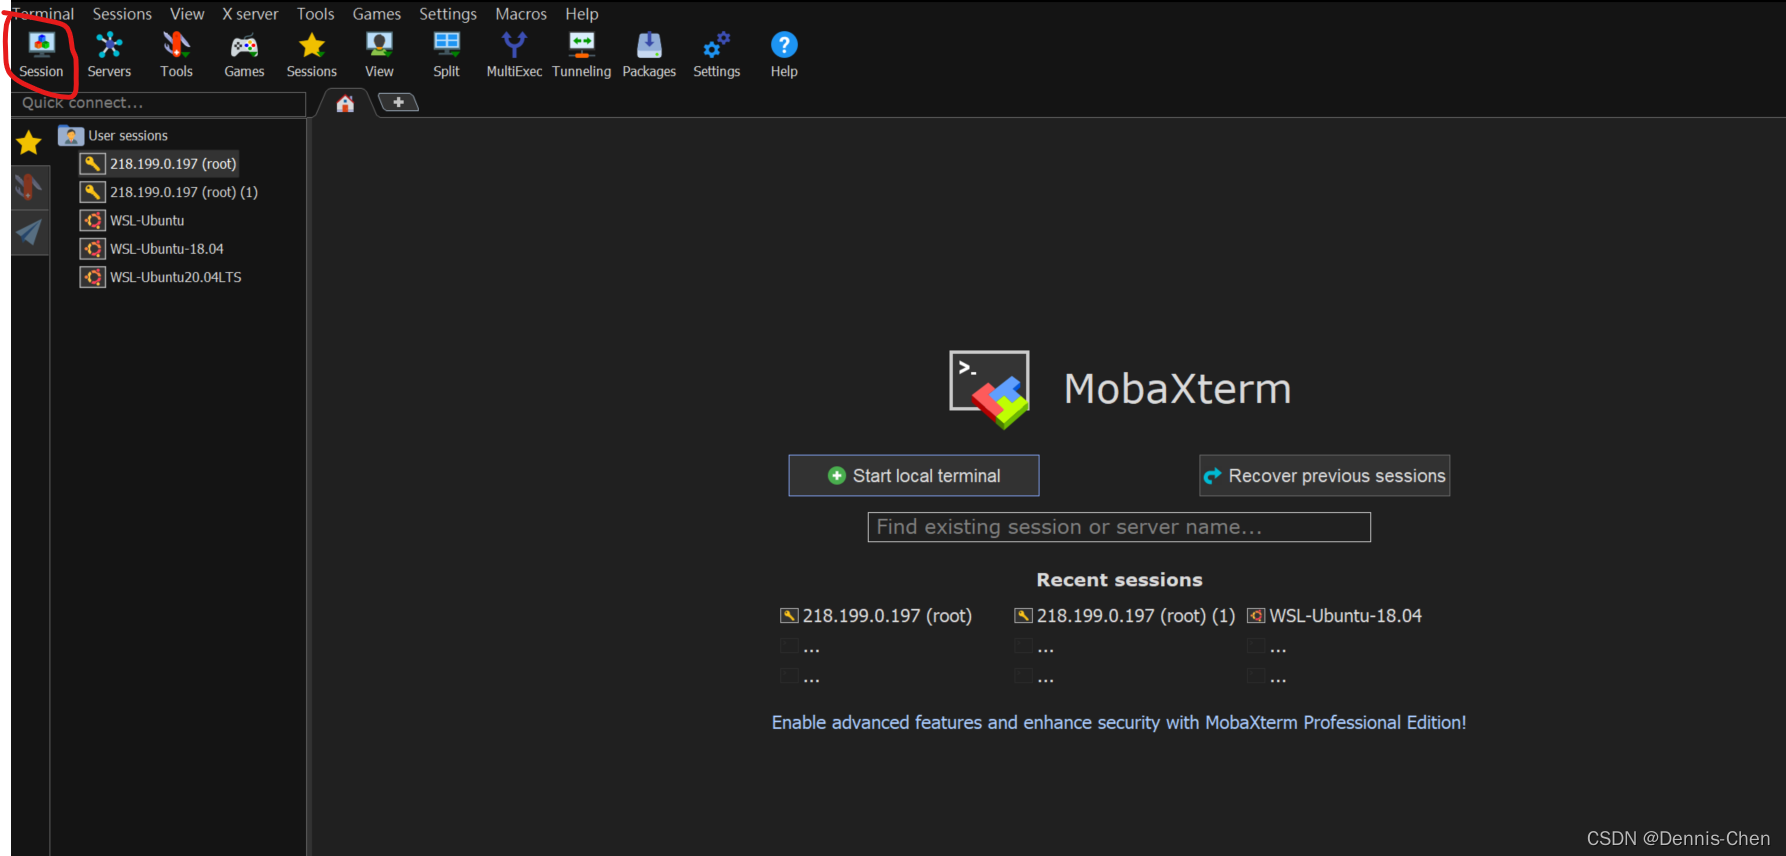 Terminal Sessions View X server Tools Games Settings Macros Help
Session Servers Tools Games Sessions View Split MultiExec Tunneling Packages Settings Help
Quick connect...
User sessions
218.199.0.197 (root)
218.199.0.197 (root) (1)
WSL-Ubuntu
WSL-Ubuntu-18.04
WSL-Ubuntu20.04LTS
>_
MobaXterm
Start local terminal Recover previous sessions
Find existing session or server name...
Recent sessions
218.199.0.197 (root) 218.199.0.197 (root) (1) WSL-Ubuntu-18.04
... ... ...
... ... ...
Enable advanced features and enhance security with MobaXterm Professional Edition!
CSDN @Dennis-Chen